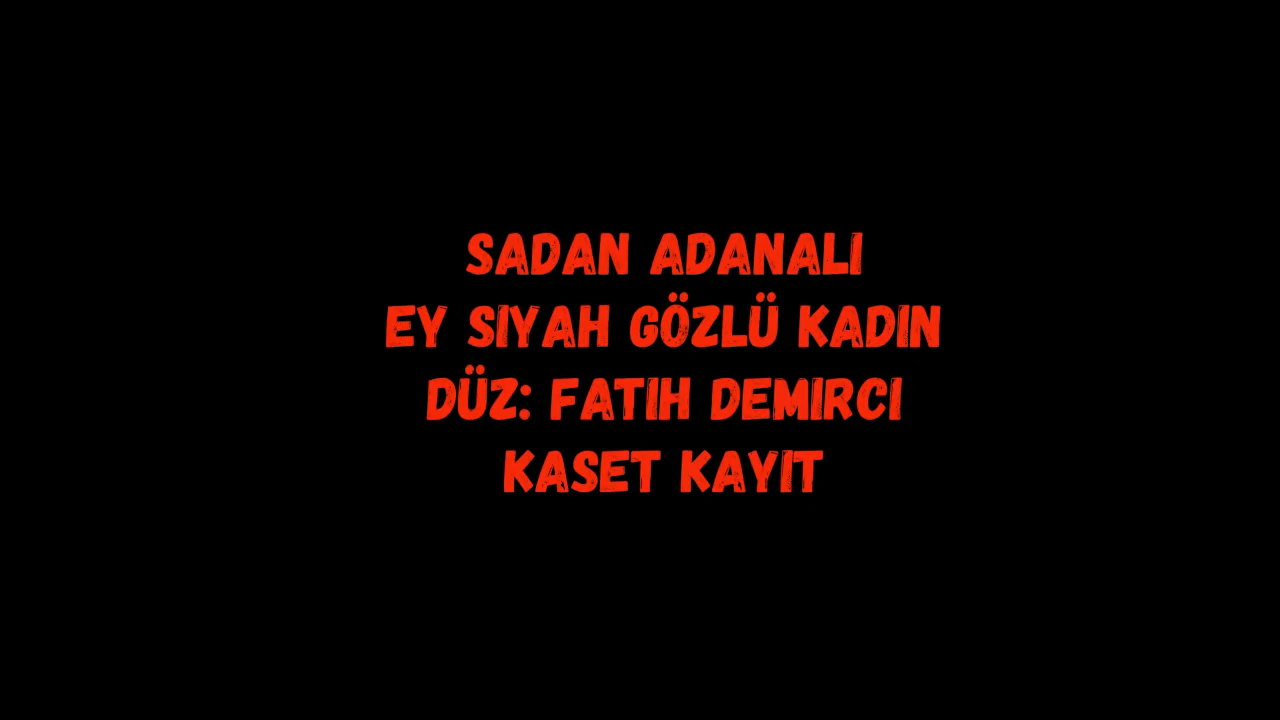 SADAN ADANALI
EY SIYAH GÖZLÜ KADIN
DÜZ: FATIH DEMIRCI
KASET KAYIT